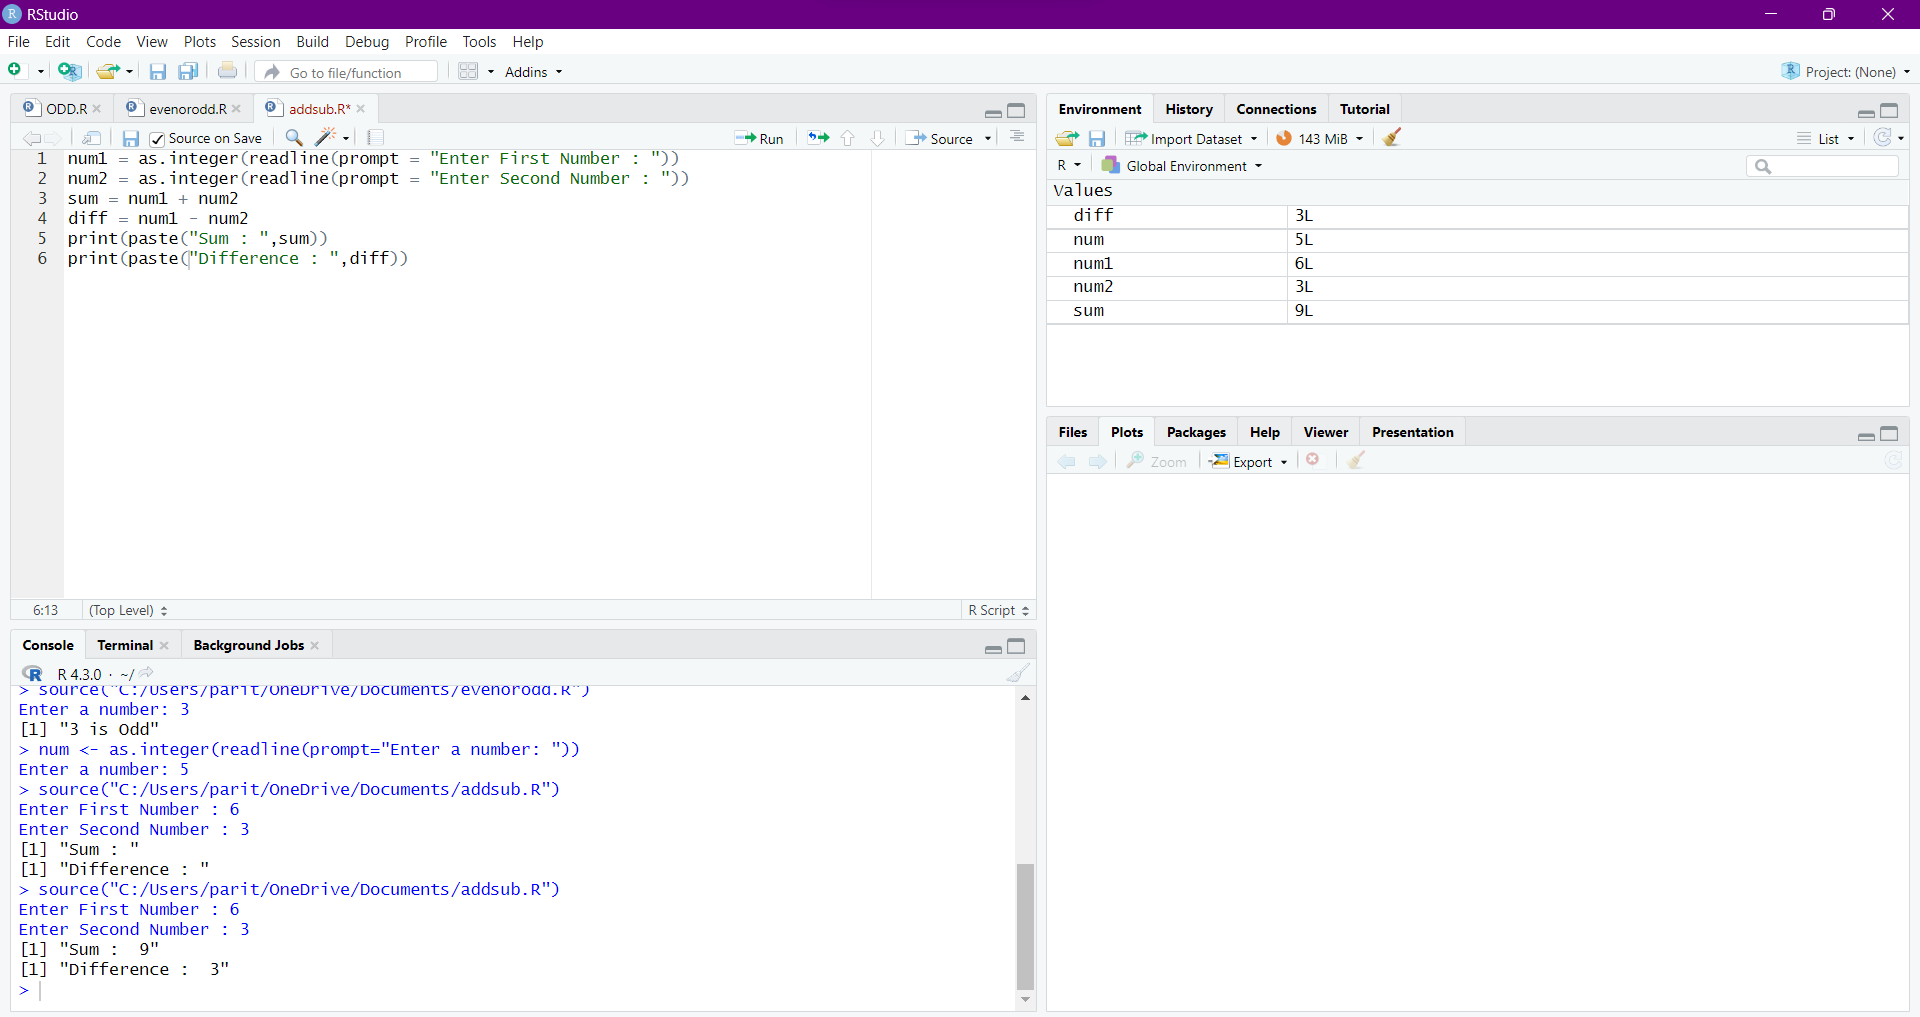 RStudio
File Edit Code View Plots Session Build Debug Profile Tools Help
Go to file/function Addins Project: (None)
ODD.R evenorodd.R addsub.R*
Source on Save Run Source
1 num1 = as.integer(readline(prompt = "Enter First Number : "))
2 num2 = as.integer(readline(prompt = "Enter Second Number : "))
3 sum = num1 + num2
4 diff = num1 - num2
5 print(paste("Sum : ",sum))
6 print(paste("Difference : ",diff))
6:13 (Top Level) R Script
Console Terminal Background Jobs
R 4.3.0 · ~/
> source("C:/Users/parit/OneDrive/Documents/evenorodd.R")
Enter a number: 3
[1] "3 is Odd"
> num <- as.integer(readline(prompt="Enter a number: "))
Enter a number: 5
> source("C:/Users/parit/OneDrive/Documents/addsub.R")
Enter First Number : 6
Enter Second Number : 3
[1] "Sum : "
[1] "Difference : "
> source("C:/Users/parit/OneDrive/Documents/addsub.R")
Enter First Number : 6
Enter Second Number : 3
[1] "Sum :  9"
[1] "Difference :  3"
>
Environment History Connections Tutorial
Import Dataset 143 MiB List
R Global Environment
Values
diff 3L
num 5L
num1 6L
num2 3L
sum 9L
Files Plots Packages Help Viewer Presentation
Zoom Export